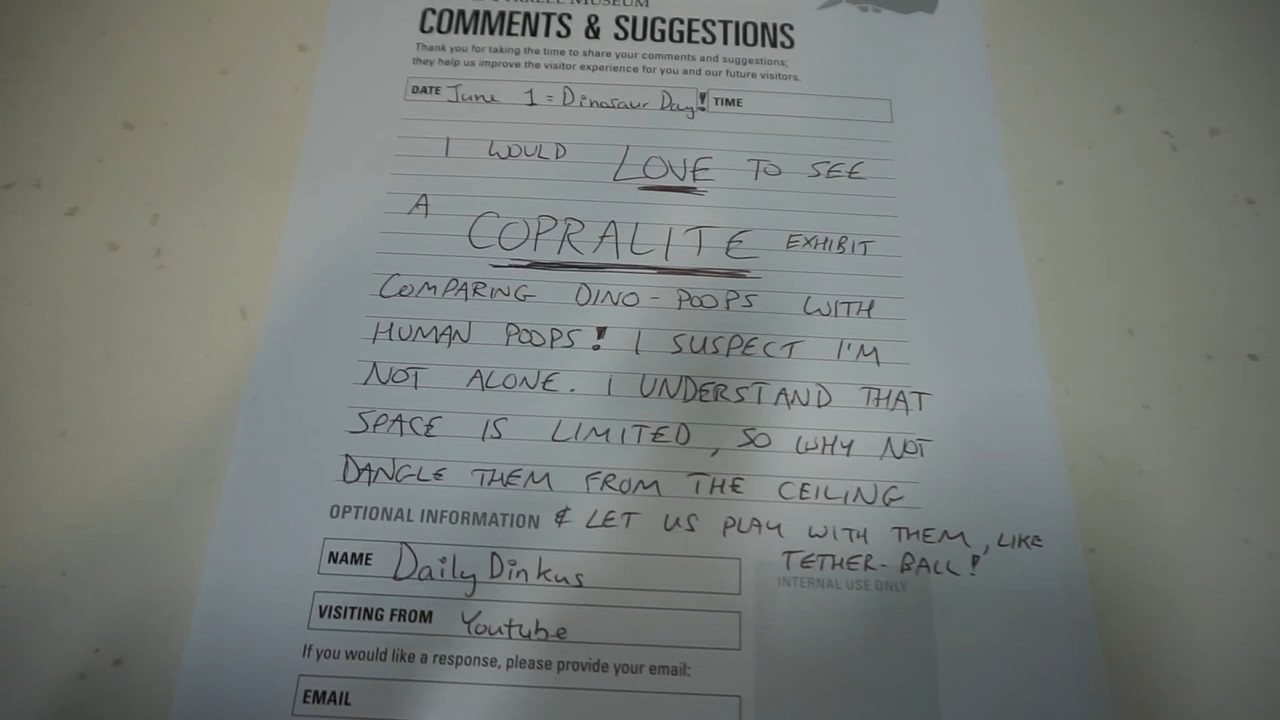 MUSEUM
COMMENTS & SUGGESTIONS
Thank you for taking the time to share your comments and suggestions;
they help us improve the visitor experience for you and our future visitors.
DATE June 1 = Dinosaur Day! TIME
I WOULD LOVE TO SEE
A COPRALITE EXHIBIT
COMPARING DINO-POOPS WITH
HUMAN POOPS! I SUSPECT I'M
NOT ALONE. I UNDERSTAND THAT
SPACE IS LIMITED, SO WHY NOT
DANGLE THEM FROM THE CEILING
OPTIONAL INFORMATION & LET US PLAY WITH THEM, LIKE
TETHER-BALL!
NAME Daily Dinkus
INTERNAL USE ONLY
VISITING FROM Youtube
If you would like a response, please provide your email:
EMAIL